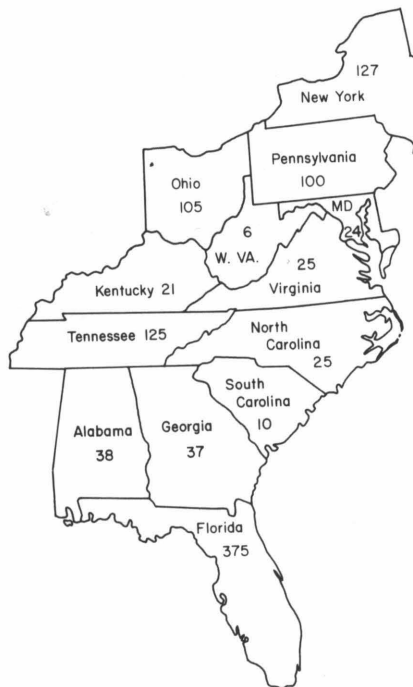 127
New York
Pennsylvania
100
Ohio
105
MD
24
6
W. VA.
25
Virginia
Kentucky 21
Tennessee 125
North
Carolina
25
South
Carolina
10
Alabama
38
Georgia
37
Florida
375